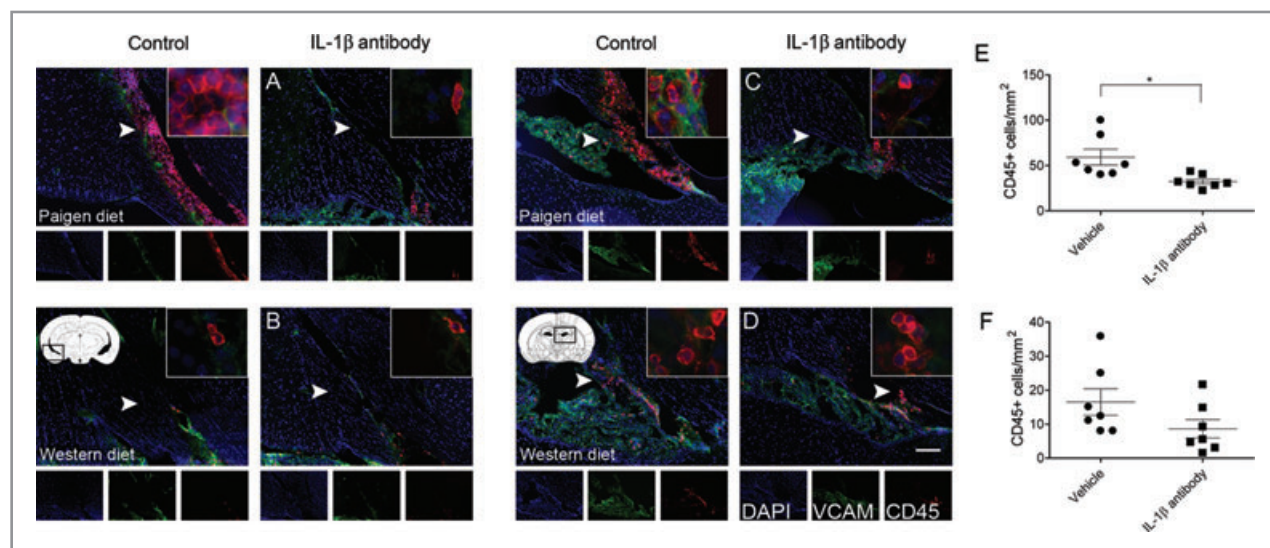 Control
IL-1β antibody
Control
IL-1β antibody
A
C
Paigen diet
Paigen diet
B
D
Western diet
Western diet
DAPI
VCAM
CD45
E
CD45+ cells/mm²
150
100
50
0
*
Vehicle
IL-1β antibody
F
CD45+ cells/mm²
40
30
20
10
0
Vehicle
IL-1β antibody